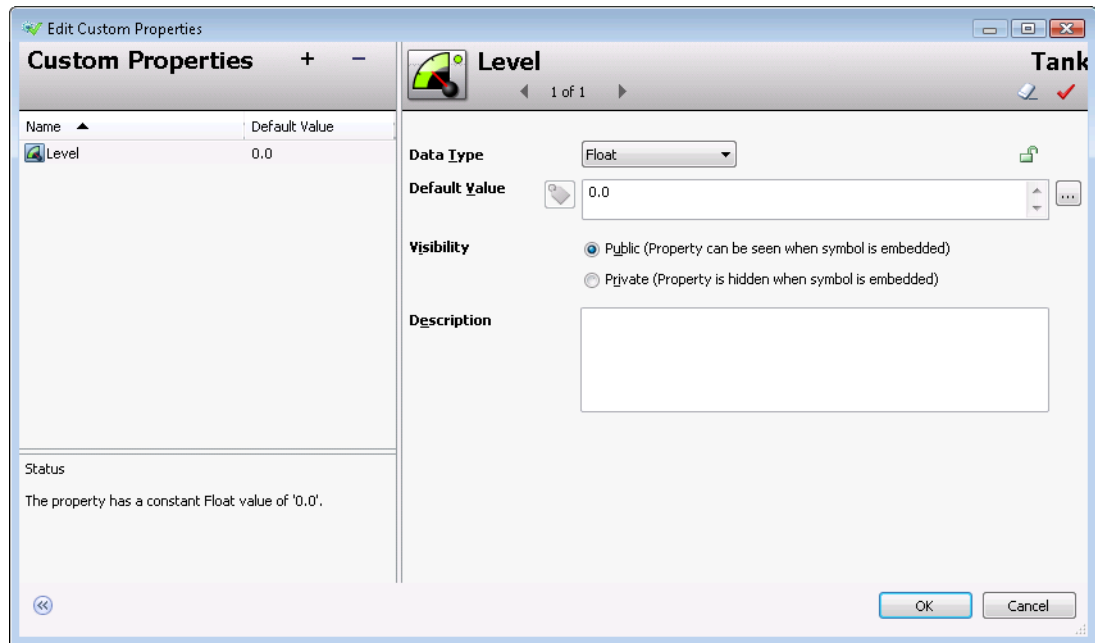 Edit Custom Properties
Custom Properties + −
Name Default Value
Level 0.0
Status
The property has a constant Float value of '0.0'.
Level Tank
1 of 1
Data Type Float
Default Value 0.0 ...
Visibility Public (Property can be seen when symbol is embedded)
Private (Property is hidden when symbol is embedded)
Description
OK Cancel